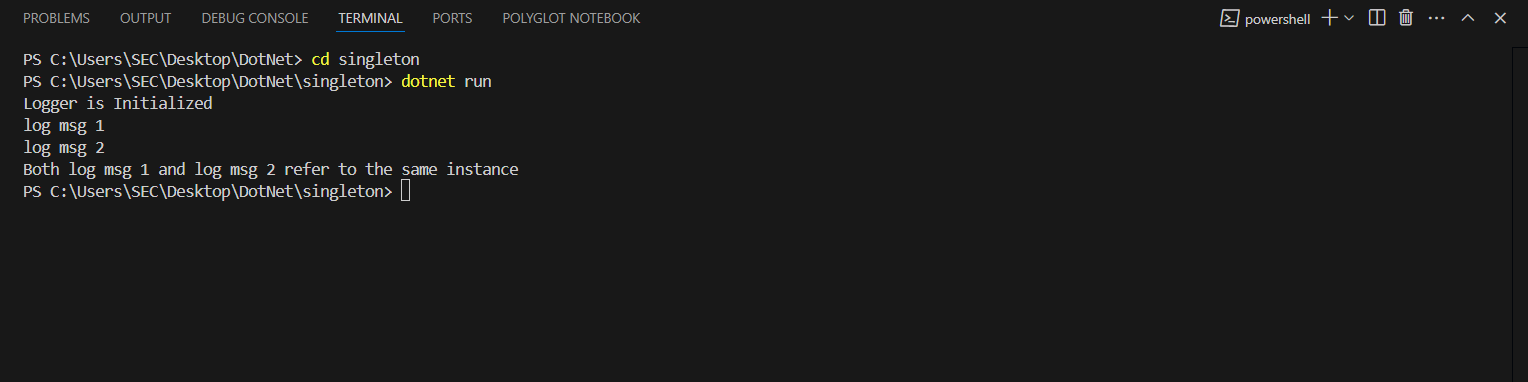 PROBLEMS OUTPUT DEBUG CONSOLE TERMINAL PORTS POLYGLOT NOTEBOOK powershell
PS C:\Users\SEC\Desktop\DotNet> cd singleton
PS C:\Users\SEC\Desktop\DotNet\singleton> dotnet run
Logger is Initialized
log msg 1
log msg 2
Both log msg 1 and log msg 2 refer to the same instance
PS C:\Users\SEC\Desktop\DotNet\singleton>